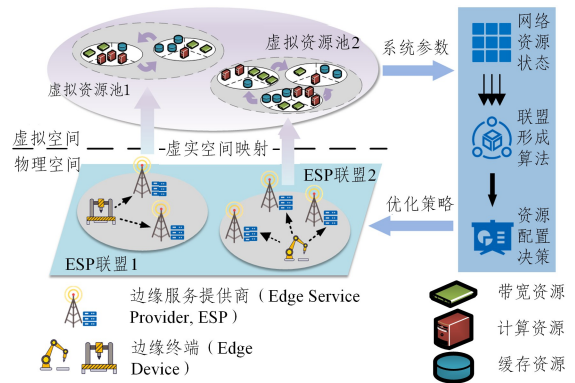 虚拟资源池2
虚拟资源池1
系统参数
网络
资源
状态
联盟
形成
算法
资源
配置
决策
虚拟空间
物理空间
虚实空间映射
ESP联盟2
ESP联盟1
优化策略
边缘服务提供商（Edge Service
Provider, ESP）
边缘终端（Edge
Device）
带宽资源
计算资源
缓存资源